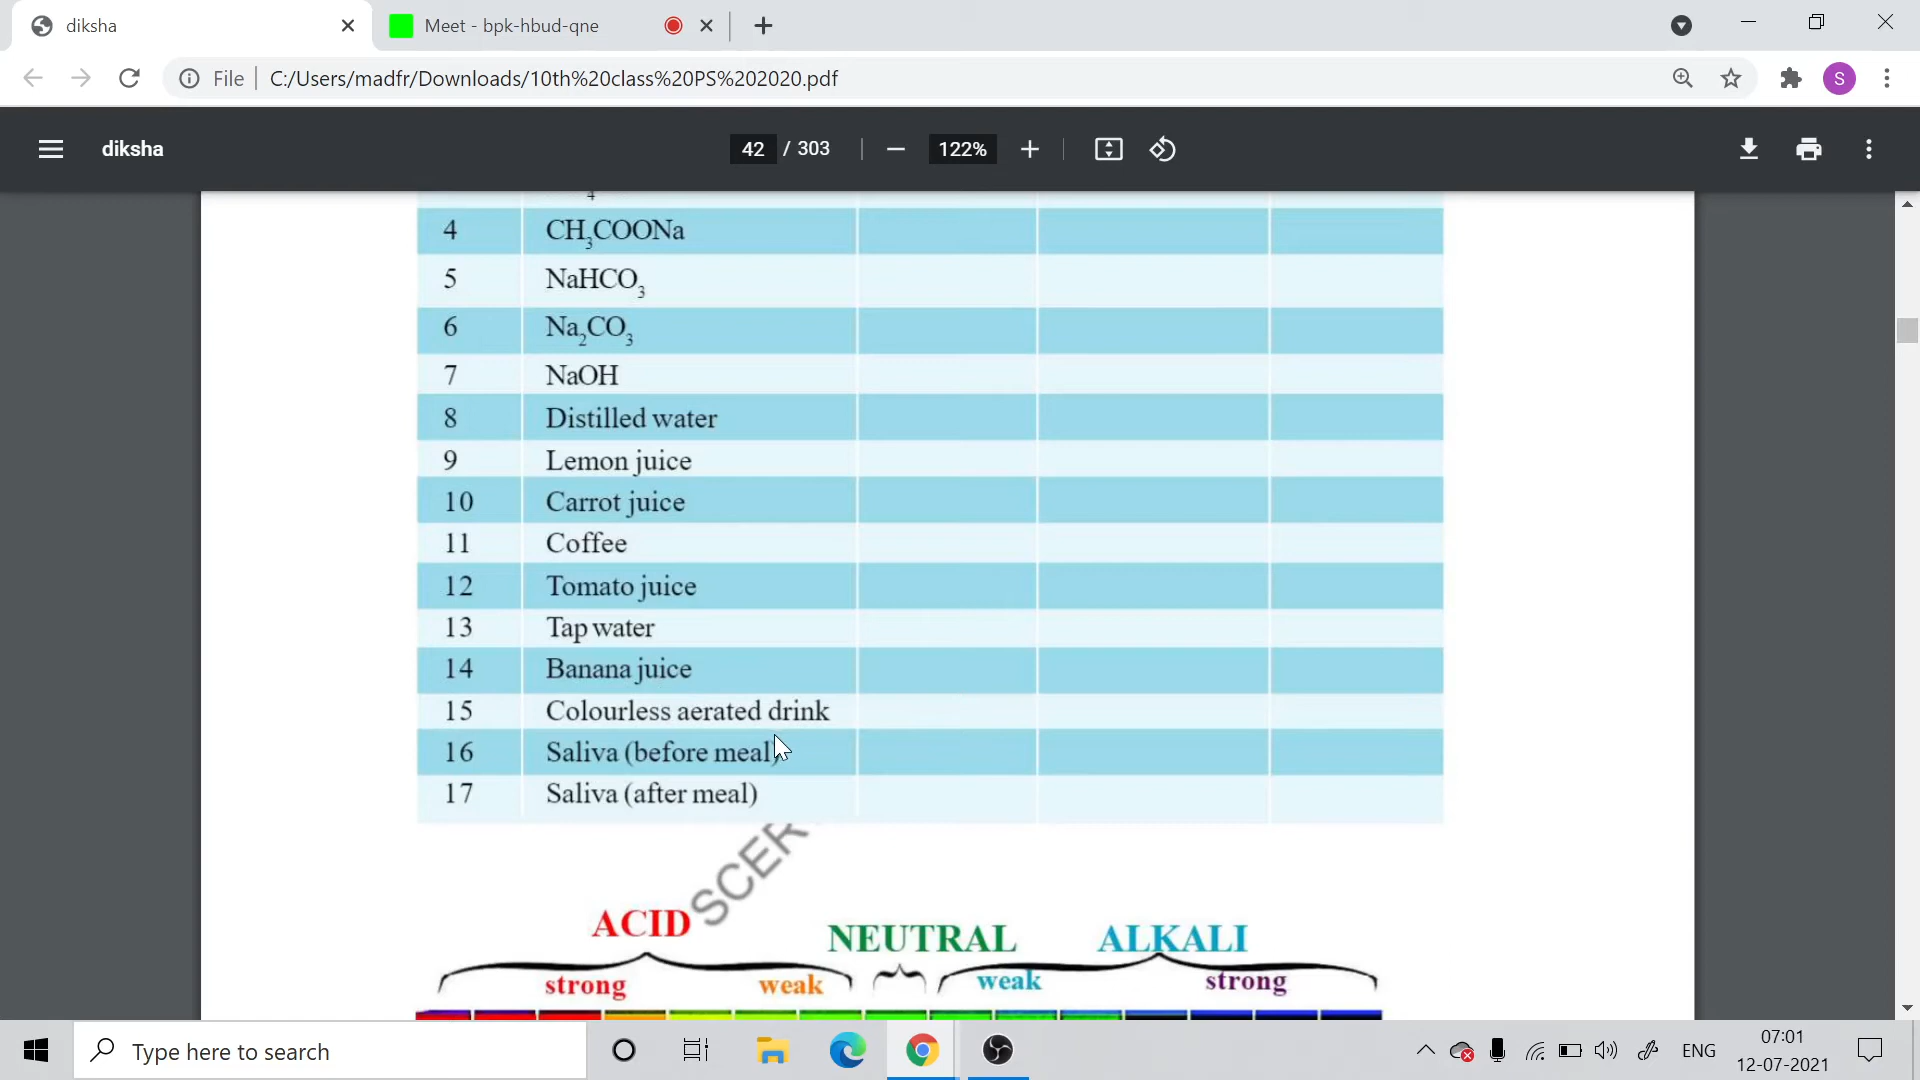 diksha
Meet - bpk-hbud-qne
File C:/Users/madfr/Downloads/10th%20class%20PS%202020.pdf
S
diksha
42 / 303
122%
4
4 CH3COONa
5 NaHCO3
6 Na2CO3
7 NaOH
8 Distilled water
9 Lemon juice
10 Carrot juice
11 Coffee
12 Tomato juice
13 Tap water
14 Banana juice
15 Colourless aerated drink
16 Saliva (before meal)
17 Saliva (after meal)
SCER
ACID NEUTRAL ALKALI
strong weak weak strong
Type here to search
ENG
07:01
12-07-2021